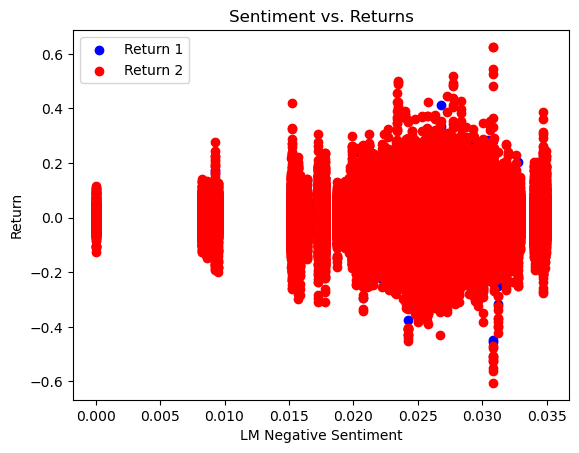 Sentiment vs. Returns
Return 1
Return 2
0.6
0.4
0.2
0.0
−0.2
−0.4
−0.6
Return
0.000 0.005 0.010 0.015 0.020 0.025 0.030 0.035
LM Negative Sentiment